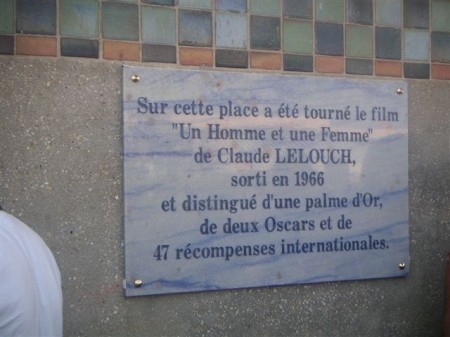 Sur cette place a été tourné le film
"Un Homme et une Femme"
de Claude LELOUCH,
sorti en 1966
et distingué d'une palme d'Or,
de deux Oscars et de
47 récompenses internationales.